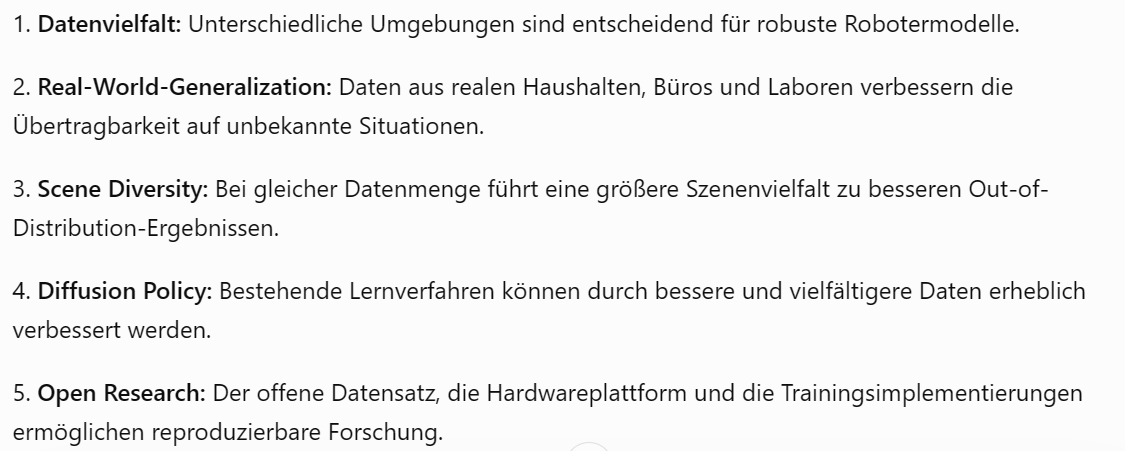 1. Datenvielfalt: Unterschiedliche Umgebungen sind entscheidend für robuste Robotermodelle.
2. Real-World-Generalization: Daten aus realen Haushalten, Büros und Laboren verbessern die
Übertragbarkeit auf unbekannte Situationen.
3. Scene Diversity: Bei gleicher Datenmenge führt eine größere Szenenvielfalt zu besseren Out-of-
Distribution-Ergebnissen.
4. Diffusion Policy: Bestehende Lernverfahren können durch bessere und vielfältigere Daten erheblich
verbessert werden.
5. Open Research: Der offene Datensatz, die Hardwareplattform und die Trainingsimplementierungen
ermöglichen reproduzierbare Forschung.